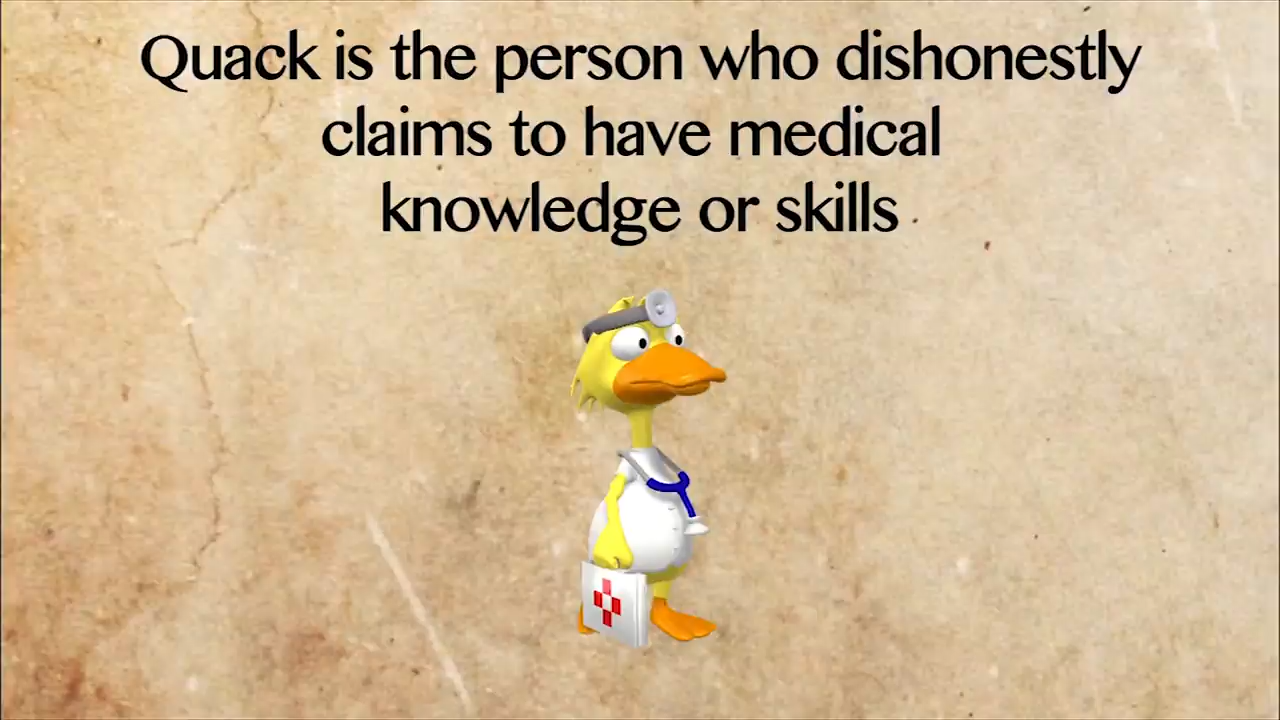 Quack is the person who dishonestly
claims to have medical
knowledge or skills